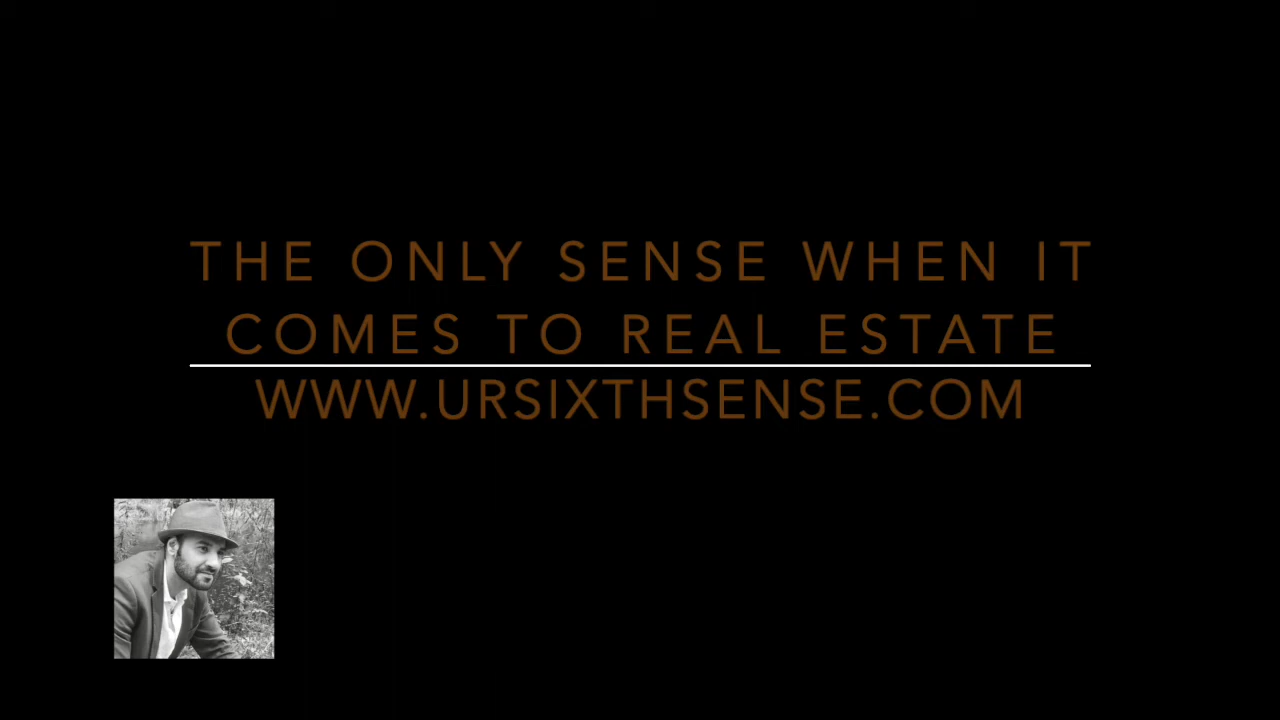 THE ONLY SENSE WHEN IT
COMES TO REAL ESTATE
WWW.URSIXTHSENSE.COM